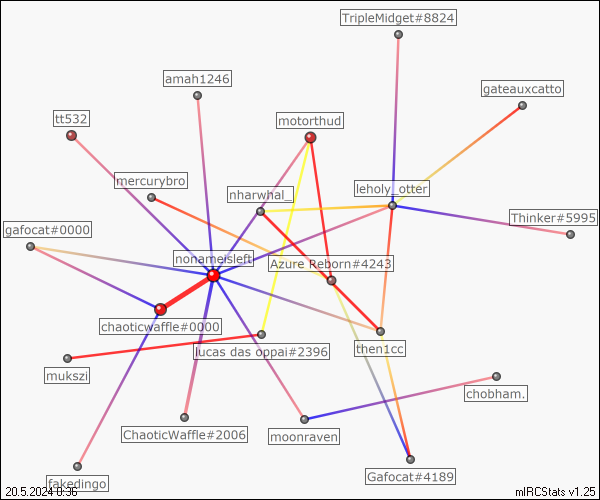 TripleMidget#8824
amah1246
gateauxcatto
tt532
motorthud
mercurybro
nharwhal_
leholy_otter
gafocat#0000
Thinker#5995
nonameisleft
Azure Reborn#4243
chaoticwaffle#0000
lucas das oppai#2396
then1cc
mukszi
chobham.
ChaoticWaffle#2006
moonraven
fakedingo
Gafocat#4189
20.5.2024 0:36
mIRCStats v1.25